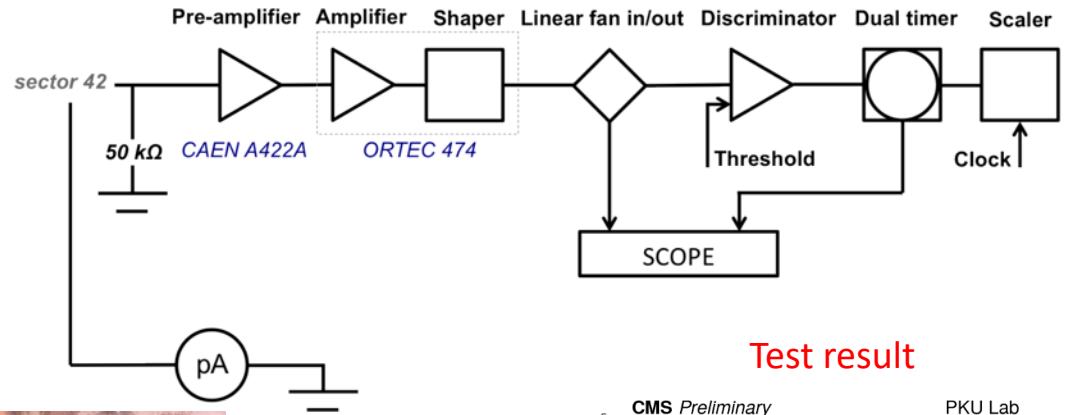 Pre-amplifier Amplifier Shaper Linear fan in/out Discriminator Dual timer Scaler
sector 42
50 kΩ CAEN A422A ORTEC 474
Threshold Clock
SCOPE
pA
Test result
CMS Preliminary PKU Lab